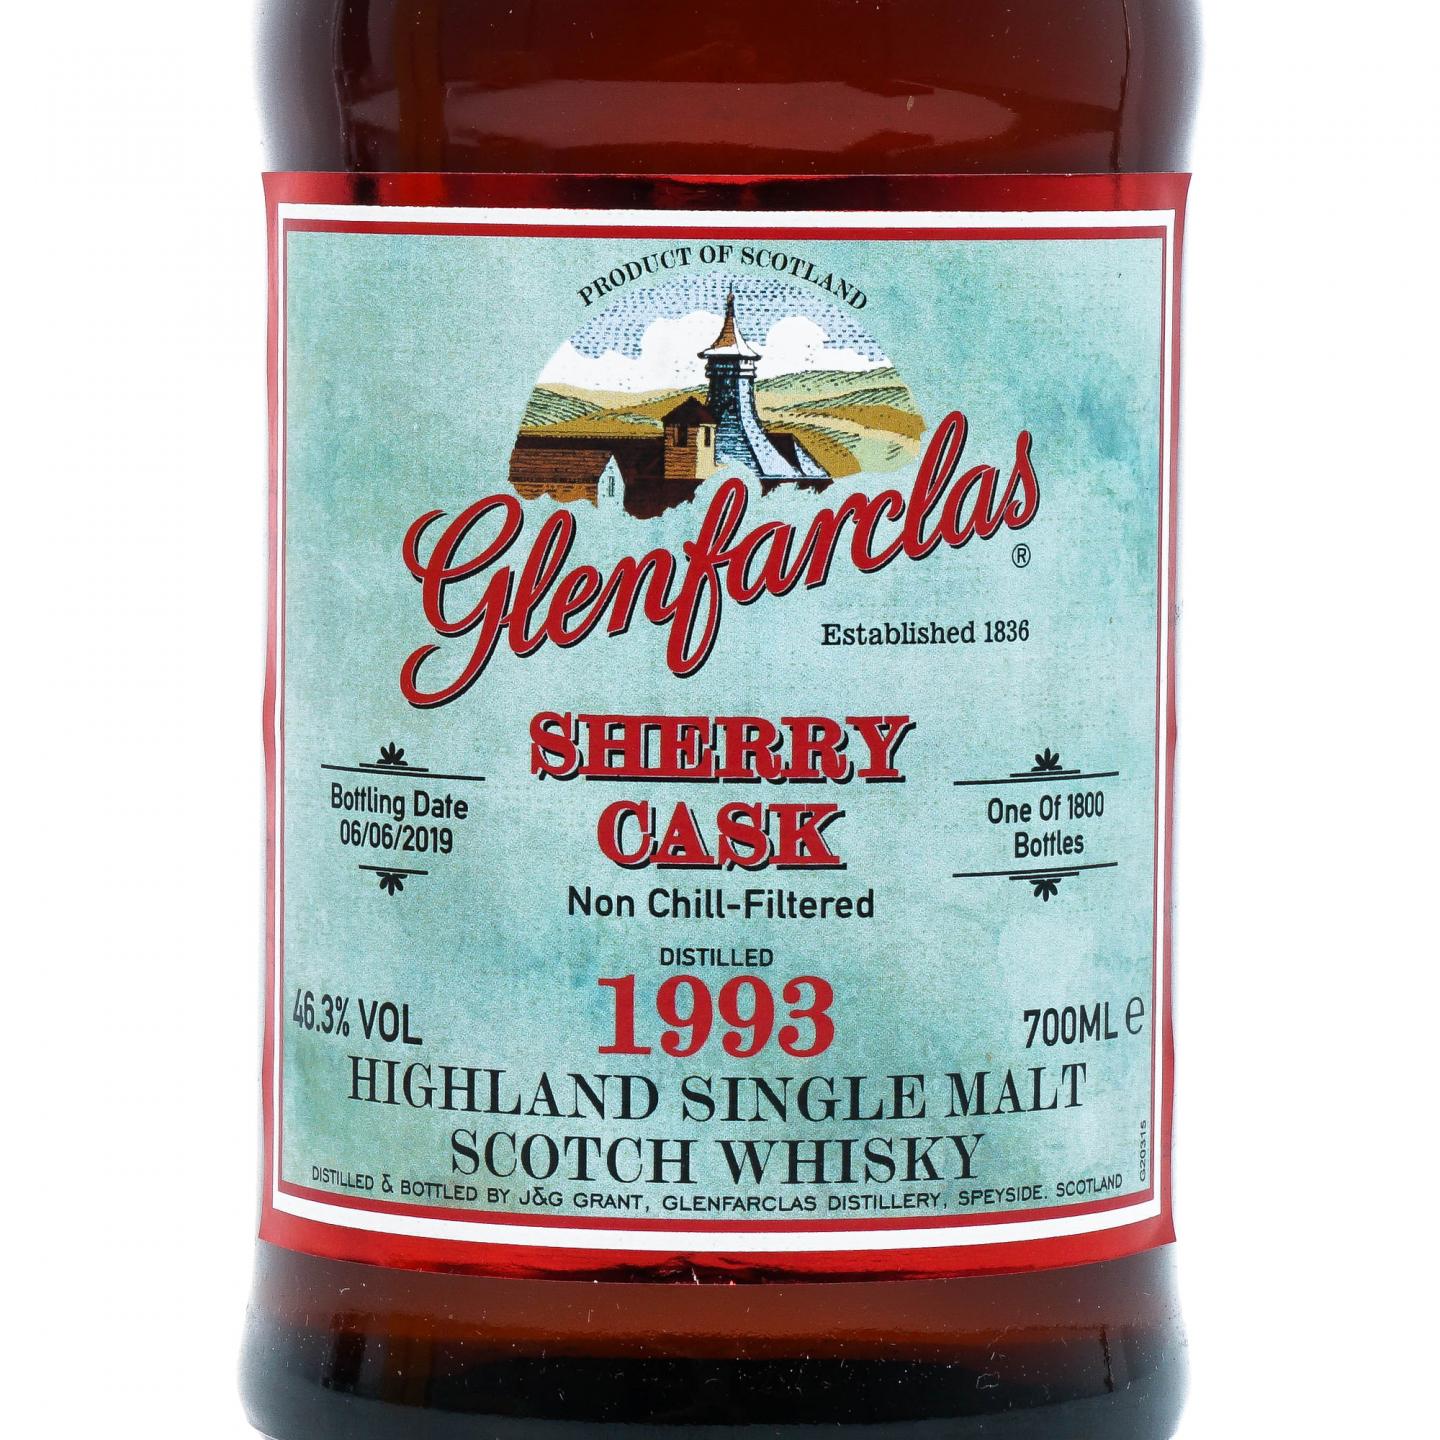 PRODUCT OF SCOTLAND
Glenfarclas
®
Established 1836
SHERRY
CASK
Bottling Date
06/06/2019
One Of 1800
Bottles
Non Chill-Filtered
DISTILLED
1993
46.3% VOL
700ML e
HIGHLAND SINGLE MALT
SCOTCH WHISKY
DISTILLED & BOTTLED BY J&G GRANT, GLENFARCLAS DISTILLERY, SPEYSIDE. SCOTLAND
G20315